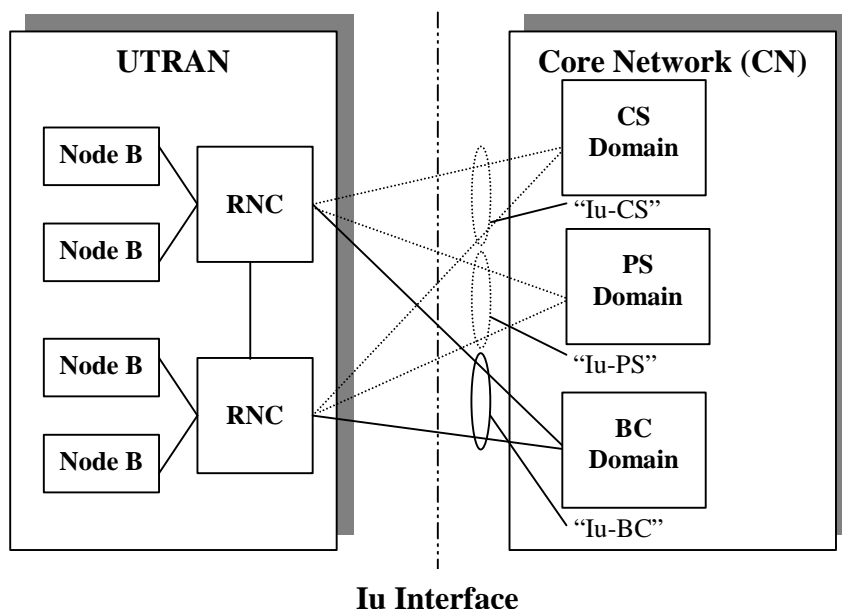 UTRAN
Node B
Node B
RNC
Node B
Node B
RNC
Core Network (CN)
CS
Domain
“Iu-CS”
PS
Domain
“Iu-PS”
BC
Domain
“Iu-BC”
Iu Interface